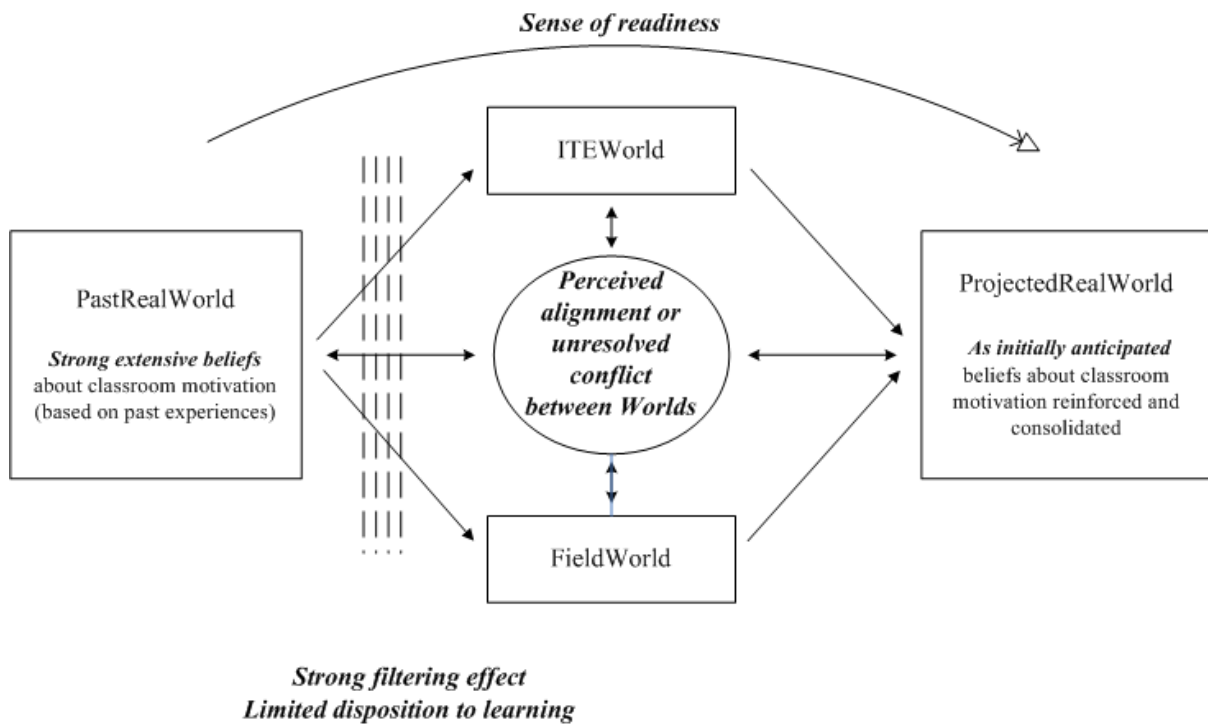 Sense of readiness
ITEWorld
PastRealWorld
Strong extensive beliefs
about classroom motivation
(based on past experiences)
Perceived
alignment or
unresolved
conflict
between Worlds
ProjectedRealWorld
As initially anticipated
beliefs about classroom
motivation reinforced and
consolidated
FieldWorld
Strong filtering effect
Limited disposition to learning